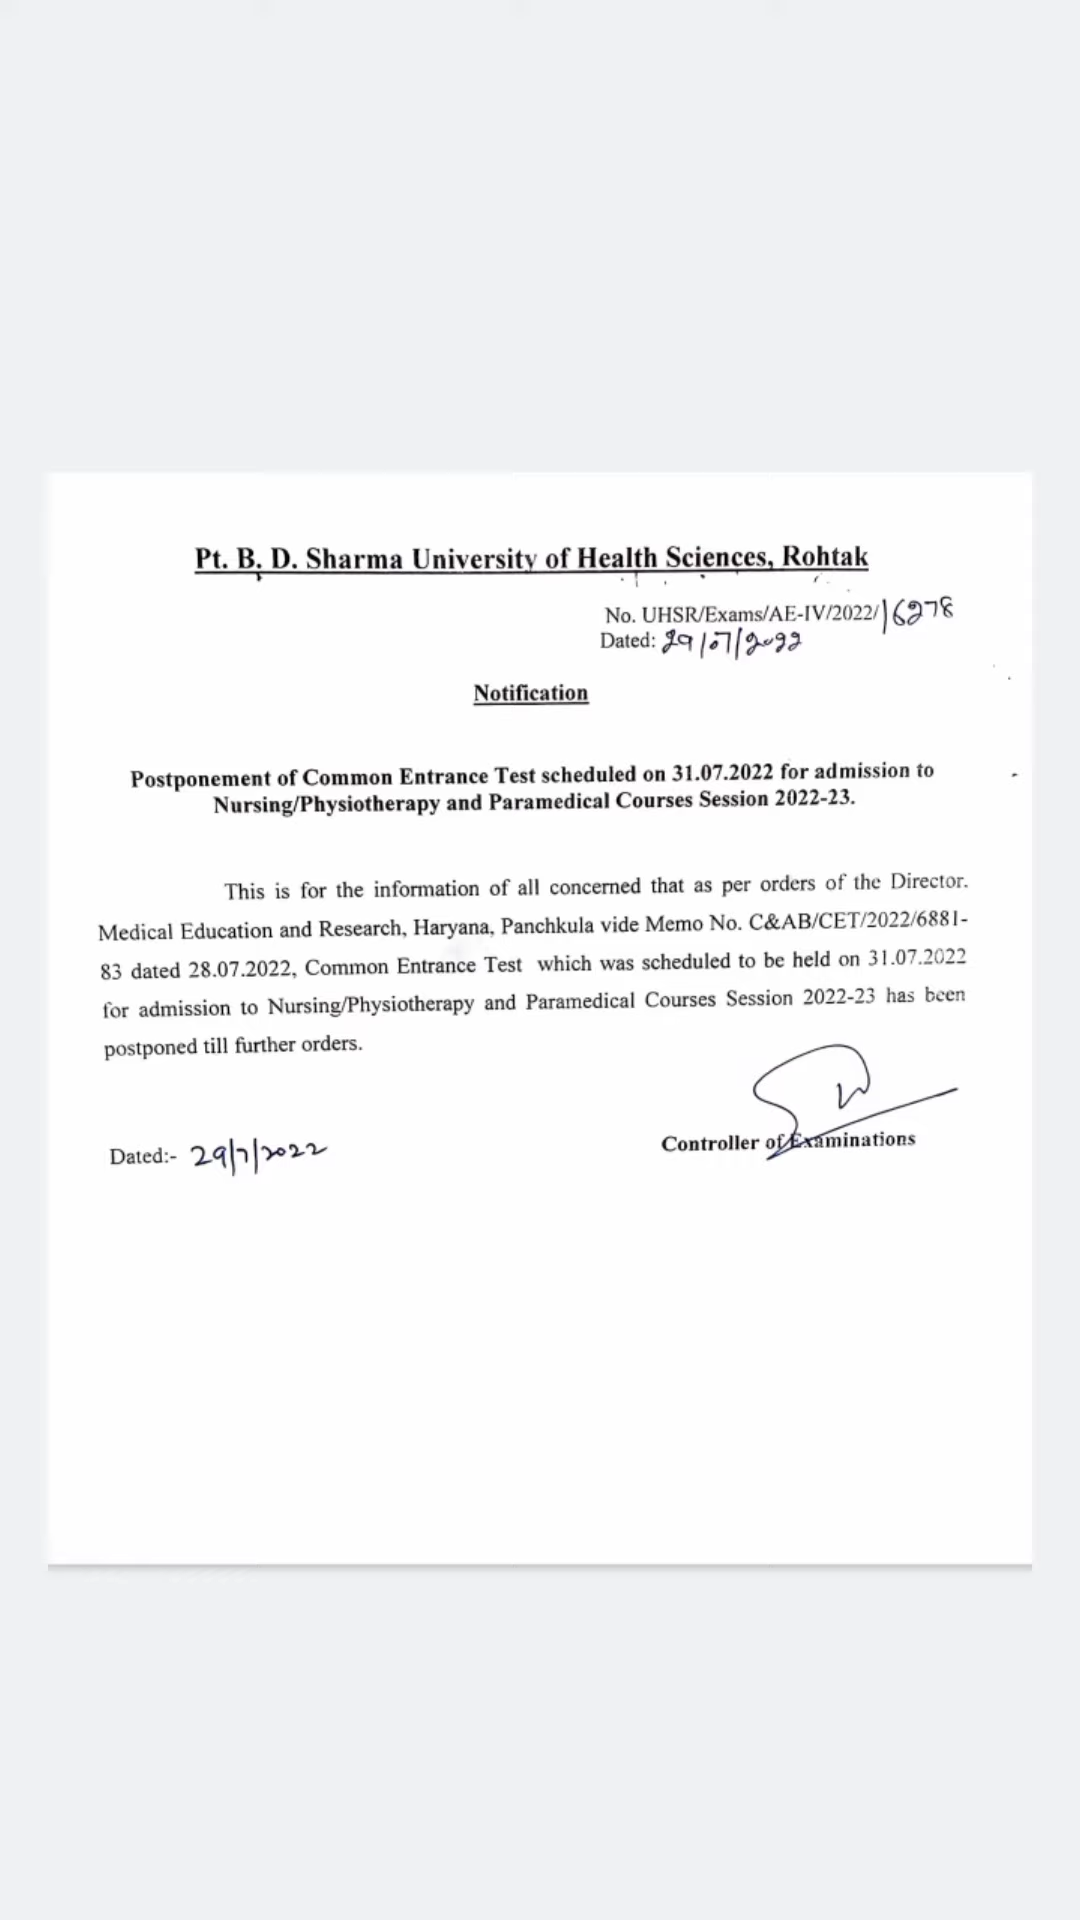 Pt. B. D. Sharma University of Health Sciences, Rohtak
No. UHSR/Exams/AE-IV/2022/16278
Dated: 29/07/2022
Notification
Postponement of Common Entrance Test scheduled on 31.07.2022 for admission to
Nursing/Physiotherapy and Paramedical Courses Session 2022-23.
This is for the information of all concerned that as per orders of the Director.
Medical Education and Research, Haryana, Panchkula vide Memo No. C&AB/CET/2022/6881-
83 dated 28.07.2022, Common Entrance Test which was scheduled to be held on 31.07.2022
for admission to Nursing/Physiotherapy and Paramedical Courses Session 2022-23 has been
postponed till further orders.
Controller of Examinations
Dated:- 29/7/2022